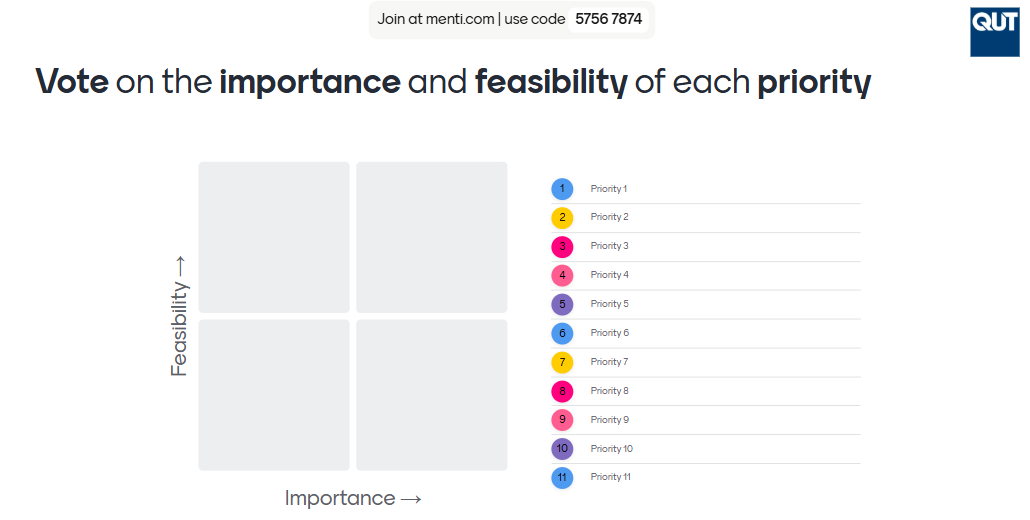 Join at menti.com | use code 5756 7874
QUT
Vote on the importance and feasibility of each priority
Feasibility →
Importance →
1 Priority 1
2 Priority 2
3 Priority 3
4 Priority 4
5 Priority 5
6 Priority 6
7 Priority 7
8 Priority 8
9 Priority 9
10 Priority 10
11 Priority 11